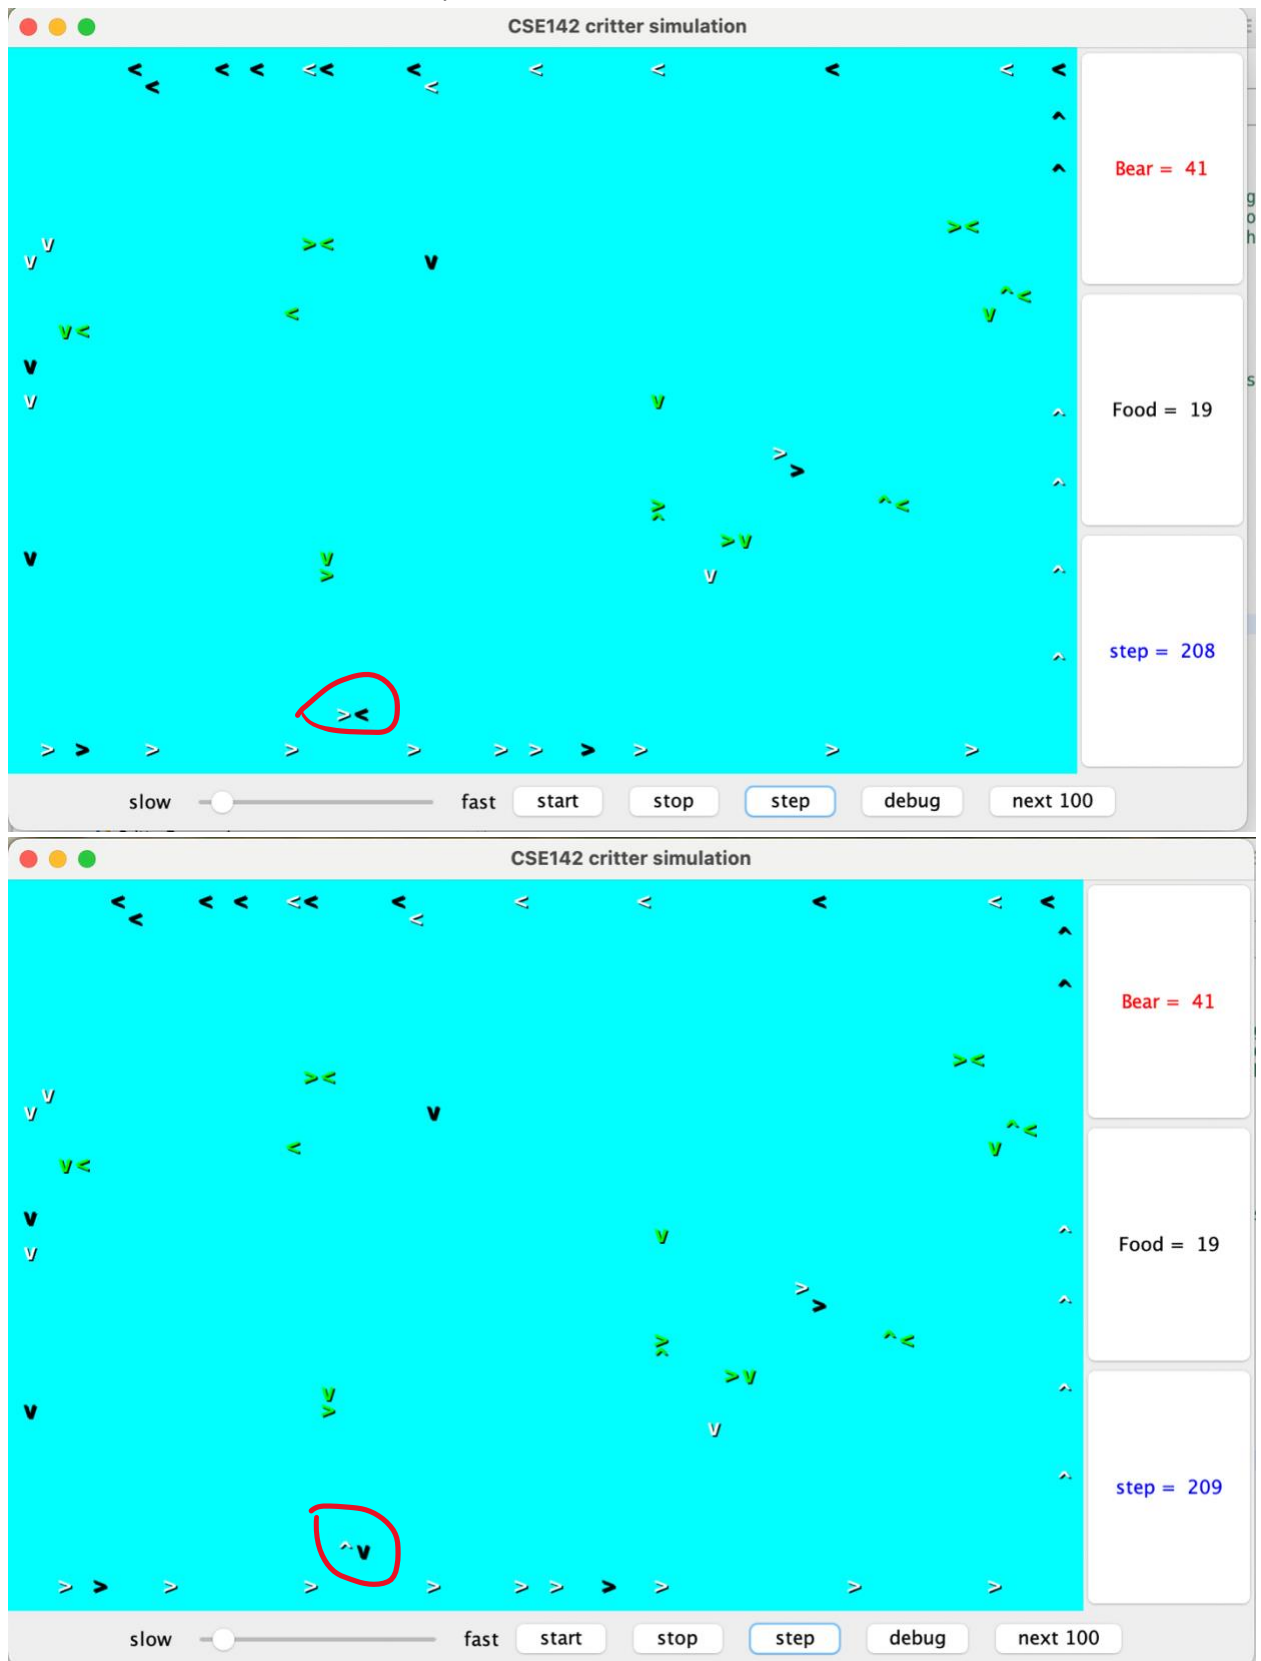 CSE142 critter simulation
< < < < < < < < < < <
< <
^
Bear = 41
^
> <
v > <
v v
^ <
< v
v <
v
Food = 19
v v ^
>
>
^
> ^ <
^
> v
v v ^
> v
step = 208
^
> <
> > > > > > > > > > >
slow fast start stop step debug next 100
CSE142 critter simulation
< < < < < < < < < < <
< <
^
Bear = 41
^
> <
> <
v
v v
^ <
< v
v <
v
Food = 19
v ^
v
>
^
>
> ^ <
^
> v
v ^
v >
v
step = 209
^
^ v
> > > > > > > > > > >
slow fast start stop step debug next 100